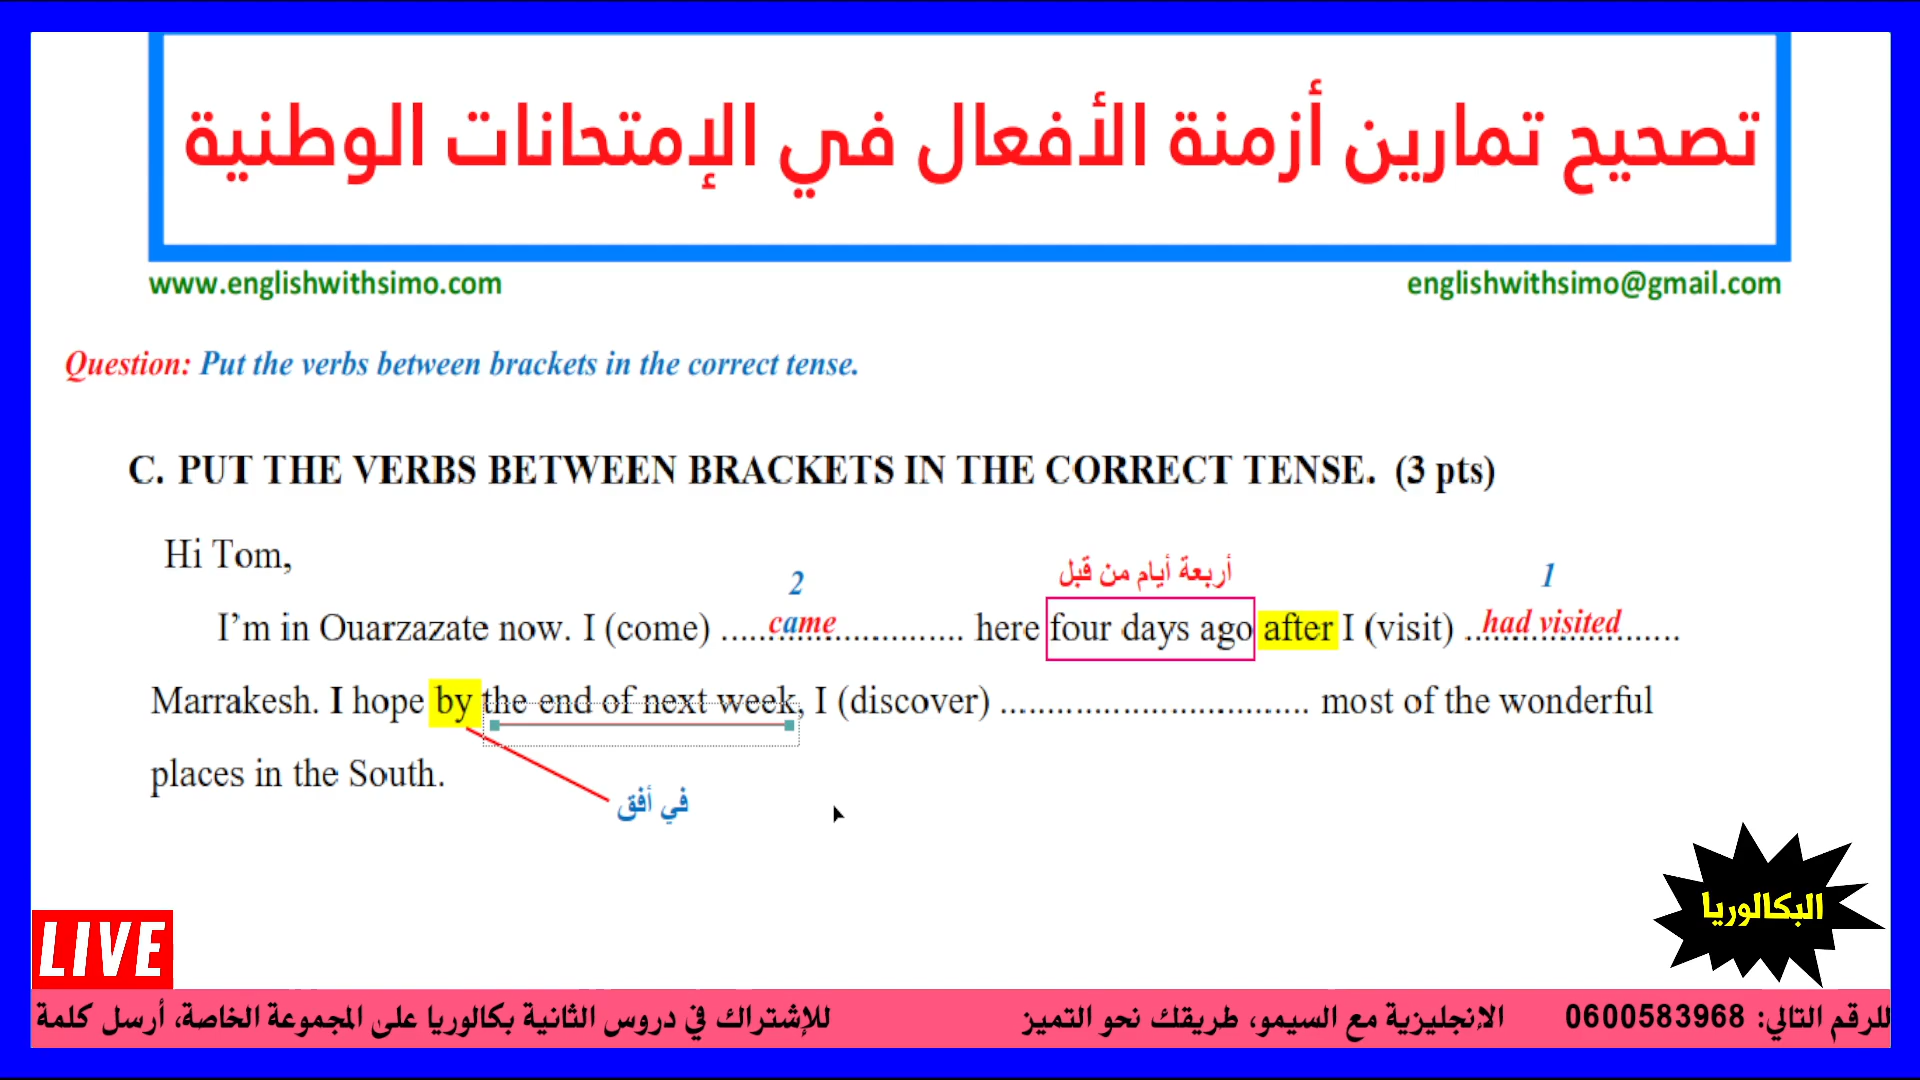 تصحيح تمارين أزمنة الأفعال في الإمتحانات الوطنية
www.englishwithsimo.com englishwithsimo@gmail.com
Question: Put the verbs between brackets in the correct tense.
C. PUT THE VERBS BETWEEN BRACKETS IN THE CORRECT TENSE. (3 pts)
Hi Tom,
2 أربعة أيام من قبل 1
I’m in Ouarzazate now. I (come) ...came... here four days ago after I (visit) ...had visited...
Marrakesh. I hope by the end of next week, I (discover) ................................. most of the wonderful
places in the South.
في أفق
البكالوريا
LIVE
للرقم التالي: 0600583968 الإنجليزية مع السيمو، طريقك نحو التميز للإشتراك في دروس الثانية بكالوريا على المجموعة الخاصة، أرسل كلمة